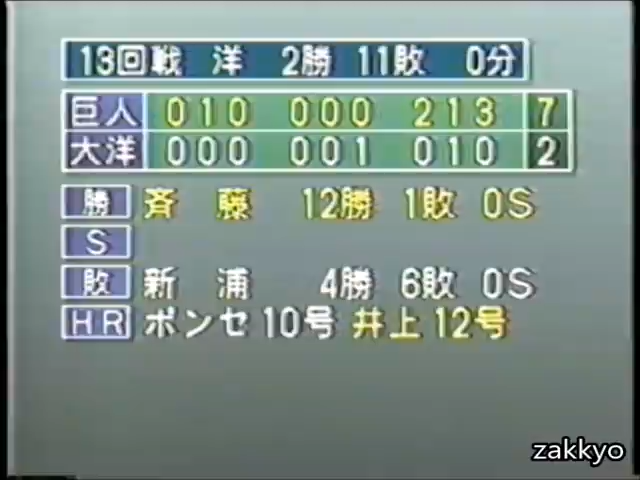 13回戦 洋 2勝 11敗 0分
巨人 010 000 213 7
大洋 000 001 010 2
勝 斉藤 12勝 1敗 0S
S
敗 新浦 4勝 6敗 0S
HR ポンセ 10号 井上 12号
zakkyo